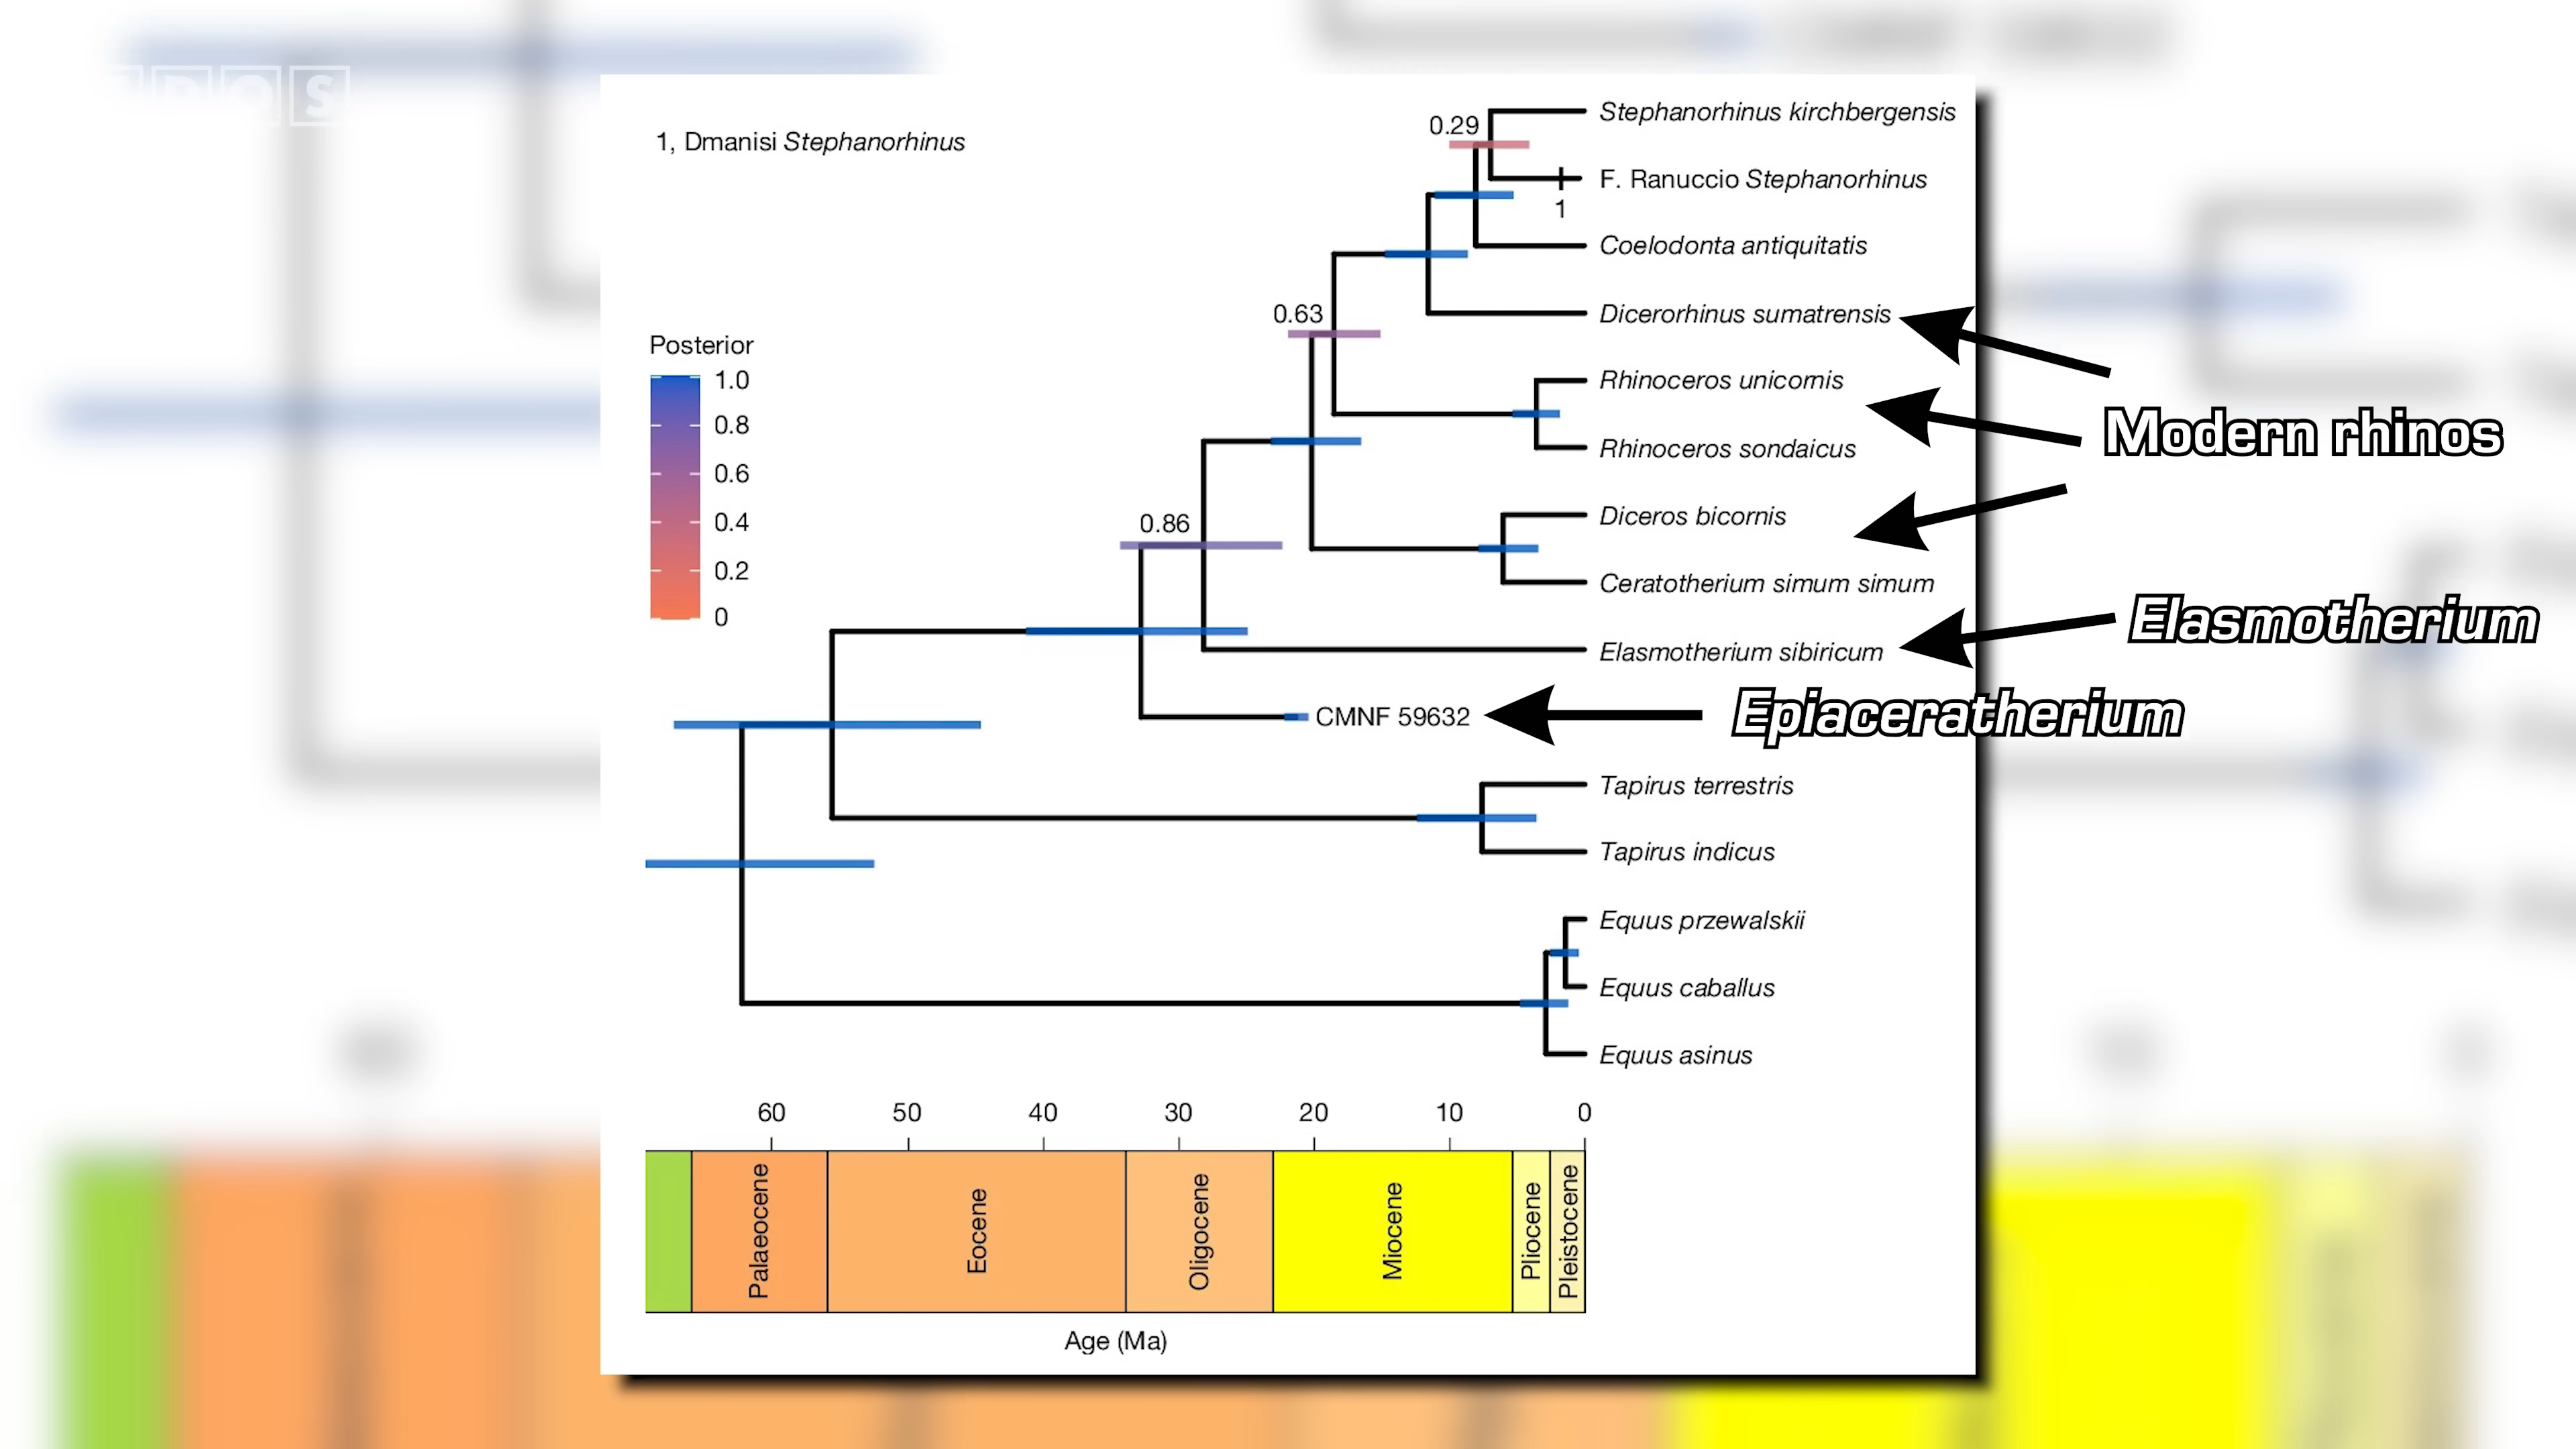 DOS
1, Dmanisi Stephanorhinus
Stephanorhinus kirchbergensis
0.29
F. Ranuccio Stephanorhinus
1
Coelodonta antiquitatis
0.63
Dicerorhinus sumatrensis
Posterior
1.0
0.8
0.6
0.4
0.2
0
Rhinoceros unicornis
Rhinoceros sondaicus
Modern rhinos
0.86
Diceros bicornis
Ceratotherium simum simum
Elasmotherium sibiricum
Elasmotherium
CMNF 59632
Epiaceratherium
Tapirus terrestris
Tapirus indicus
Equus przewalskii
Equus caballus
Equus asinus
60 50 40 30 20 10 0
Palaeocene
Eocene
Oligocene
Miocene
Pliocene
Pleistocene
Age (Ma)